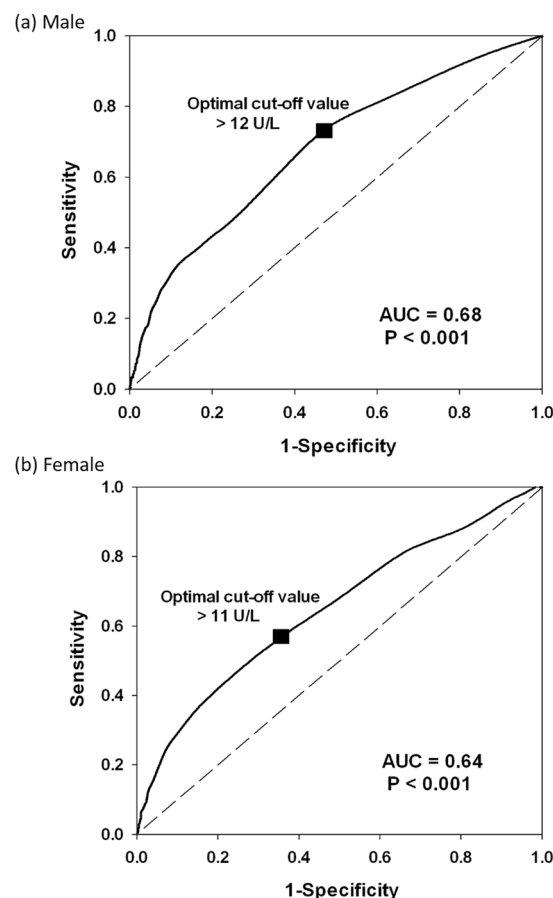 (a) Male
1.0
0.8
0.6
0.4
0.2
0.0
Sensitivity
Optimal cut-off value
> 12 U/L
AUC = 0.68
P < 0.001
0.0 0.2 0.4 0.6 0.8 1.0
1-Specificity
(b) Female
1.0
0.8
0.6
0.4
0.2
0.0
Sensitivity
Optimal cut-off value
> 11 U/L
AUC = 0.64
P < 0.001
0.0 0.2 0.4 0.6 0.8 1.0
1-Specificity